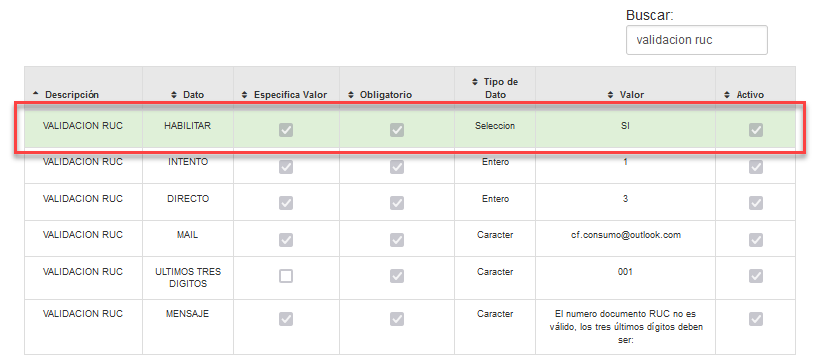 Buscar:
validacion ruc
Descripción Dato Especifica Valor Obligatorio Tipo de Dato Valor Activo
VALIDACION RUC HABILITAR Seleccion SI
VALIDACION RUC INTENTO Entero 1
VALIDACION RUC DIRECTO Entero 3
VALIDACION RUC MAIL Caracter cf.consumo@outlook.com
VALIDACION RUC ULTIMOS TRES DIGITOS Caracter 001
VALIDACION RUC MENSAJE Caracter El numero documento RUC no es
válido, los tres últimos dígitos deben
ser: